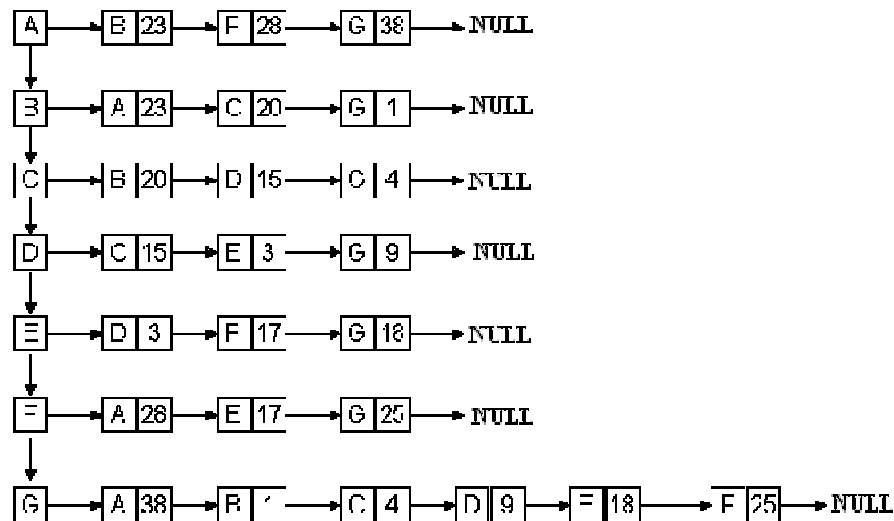 A B 23 F 28 G 38 NULL
B A 23 C 20 G 1 NULL
C B 20 D 15 G 4 NULL
D C 15 E 3 G 9 NULL
E D 3 F 17 G 18 NULL
F A 28 E 17 G 25 NULL
G A 38 B 1 C 4 D 9 E 18 F 25 NULL